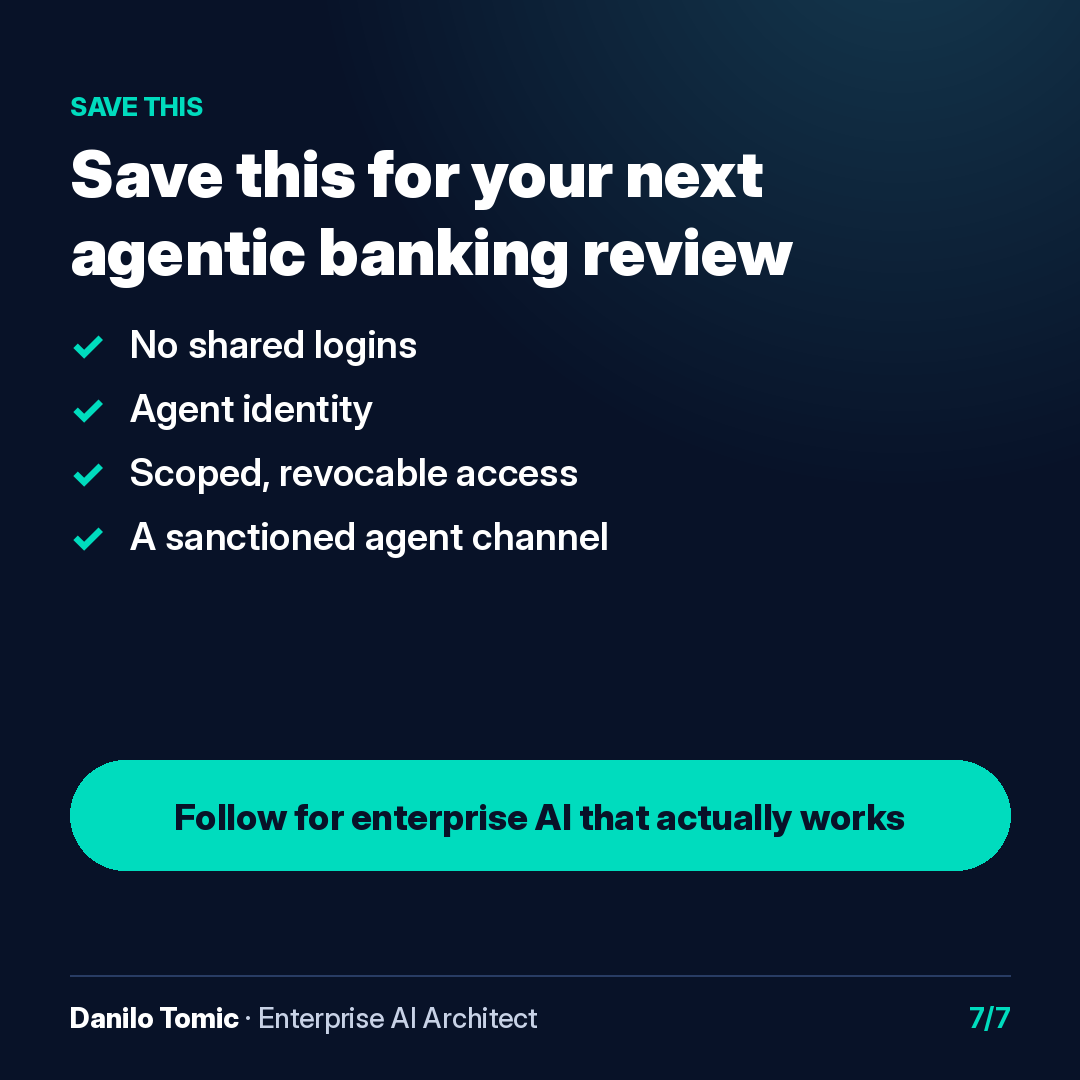 SAVE THIS
Save this for your next
agentic banking review
✓ No shared logins
✓ Agent identity
✓ Scoped, revocable access
✓ A sanctioned agent channel
Follow for enterprise AI that actually works
Danilo Tomic · Enterprise AI Architect
7/7